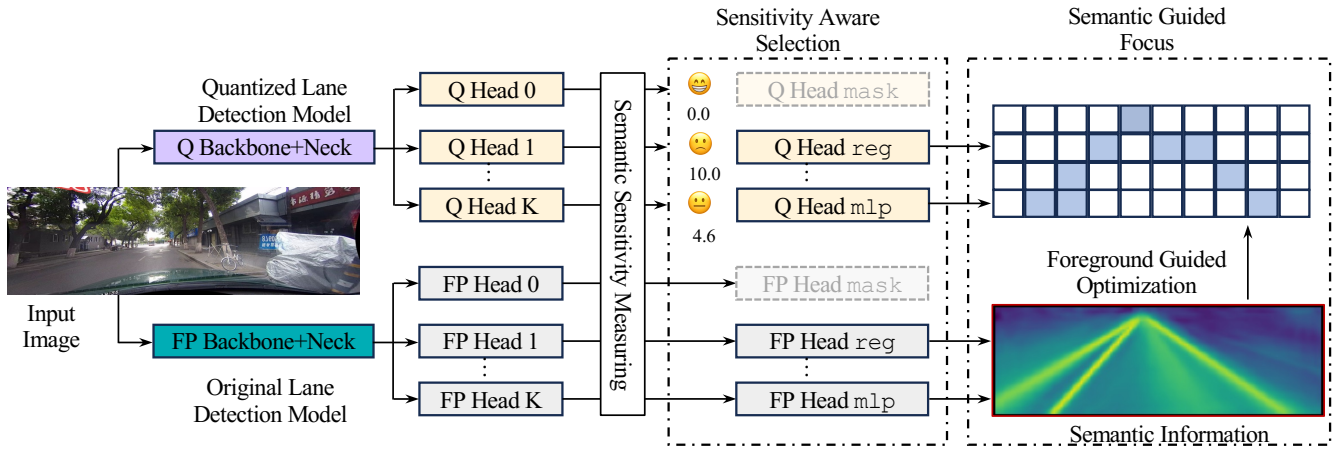 Sensitivity Aware
Selection
Semantic Guided
Focus
Quantized Lane
Detection Model
Q Backbone+Neck
Q Head 0
Q Head 1
Q Head K
Semantic Sensitivity Measuring
0.0
10.0
4.6
Q Head mask
Q Head reg
Q Head mlp
Input
Image
FP Backbone+Neck
Original Lane
Detection Model
FP Head 0
FP Head 1
FP Head K
FP Head mask
FP Head reg
FP Head mlp
Foreground Guided
Optimization
Semantic Information